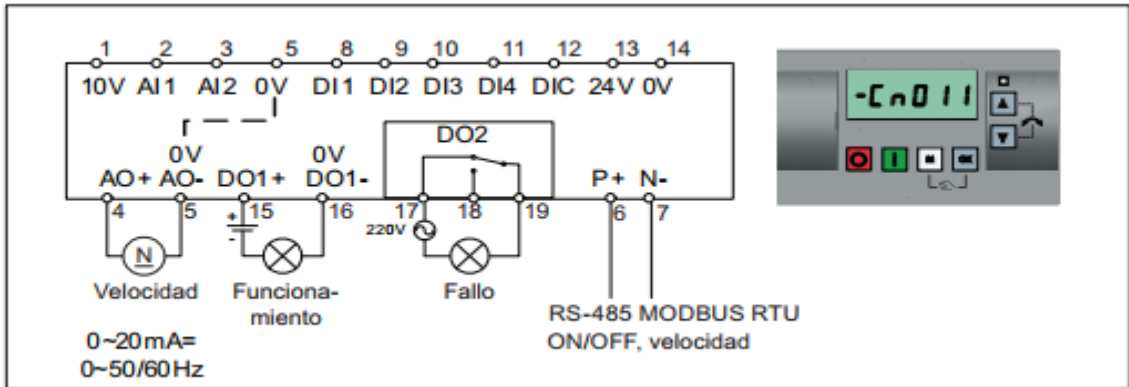 1 2 3 5 8 9 10 11 12 13 14
10V AI1 AI2 0V DI1 DI2 DI3 DI4 DIC 24V 0V
-Cn011
DO2
0V 0V
AO+ AO- DO1+ DO1- P+ N-
4 5 15 16 17 18 19 6 7
+
-
220V
N
Velocidad
Funciona-
miento
Fallo
RS-485 MODBUS RTU
ON/OFF, velocidad
0~20mA=
0~50/60Hz